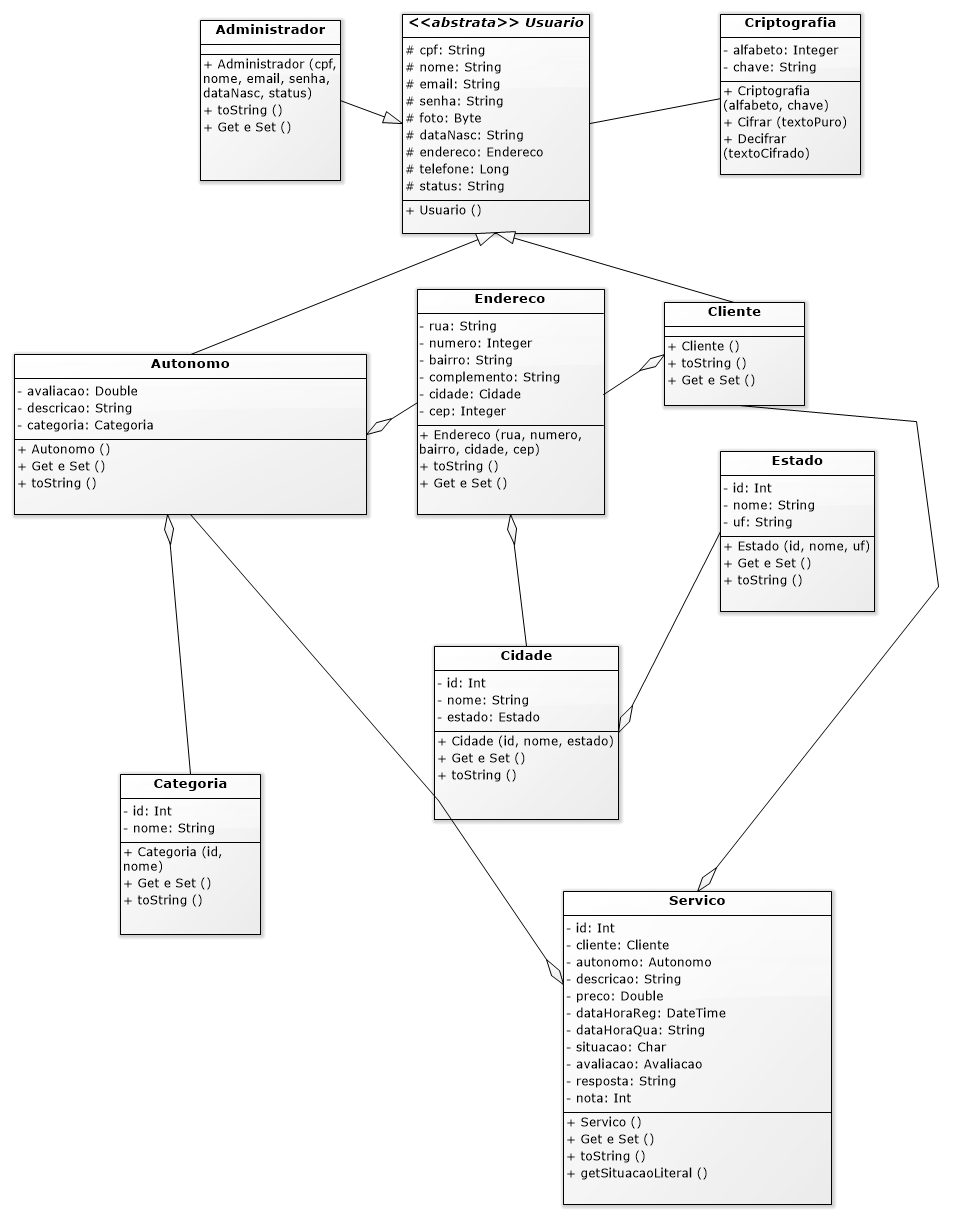 Administrador
+ Administrador (cpf,
nome, email, senha,
dataNasc, status)
+ toString ()
+ Get e Set ()
<<abstrata>> Usuario
# cpf: String
# nome: String
# email: String
# senha: String
# foto: Byte
# dataNasc: String
# endereco: Endereco
# telefone: Long
# status: String
+ Usuario ()
Criptografia
- alfabeto: Integer
- chave: String
+ Criptografia
(alfabeto, chave)
+ Cifrar (textoPuro)
+ Decifrar
(textoCifrado)
Autonomo
- avaliacao: Double
- descricao: String
- categoria: Categoria
+ Autonomo ()
+ Get e Set ()
+ toString ()
Endereco
- rua: String
- numero: Integer
- bairro: String
- complemento: String
- cidade: Cidade
- cep: Integer
+ Endereco (rua, numero,
bairro, cidade, cep)
+ toString ()
+ Get e Set ()
Cliente
+ Cliente ()
+ toString ()
+ Get e Set ()
Estado
- id: Int
- nome: String
- uf: String
+ Estado (id, nome, uf)
+ Get e Set ()
+ toString ()
Cidade
- id: Int
- nome: String
- estado: Estado
+ Cidade (id, nome, estado)
+ Get e Set ()
+ toString ()
Categoria
- id: Int
- nome: String
+ Categoria (id,
nome)
+ Get e Set ()
+ toString ()
Servico
- id: Int
- cliente: Cliente
- autonomo: Autonomo
- descricao: String
- preco: Double
- dataHoraReg: DateTime
- dataHoraQua: String
- situacao: Char
- avaliacao: Avaliacao
- resposta: String
- nota: Int
+ Servico ()
+ Get e Set ()
+ toString ()
+ getSituacaoLiteral ()